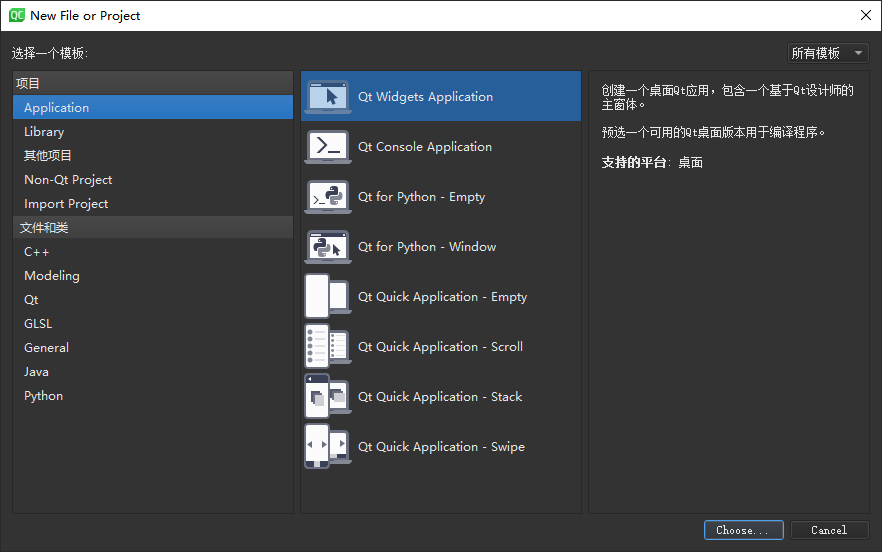 QC New File or Project
选择一个模板:
所有模板
项目
Application
Library
其他项目
Non-Qt Project
Import Project
文件和类
C++
Modeling
Qt
GLSL
General
Java
Python
Qt Widgets Application
Qt Console Application
Qt for Python - Empty
Qt for Python - Window
Qt Quick Application - Empty
Qt Quick Application - Scroll
Qt Quick Application - Stack
Qt Quick Application - Swipe
创建一个桌面Qt应用，包含一个基于Qt设计师的
主窗体。
预选一个可用的Qt桌面版本用于编译程序。
支持的平台: 桌面
Choose...
Cancel